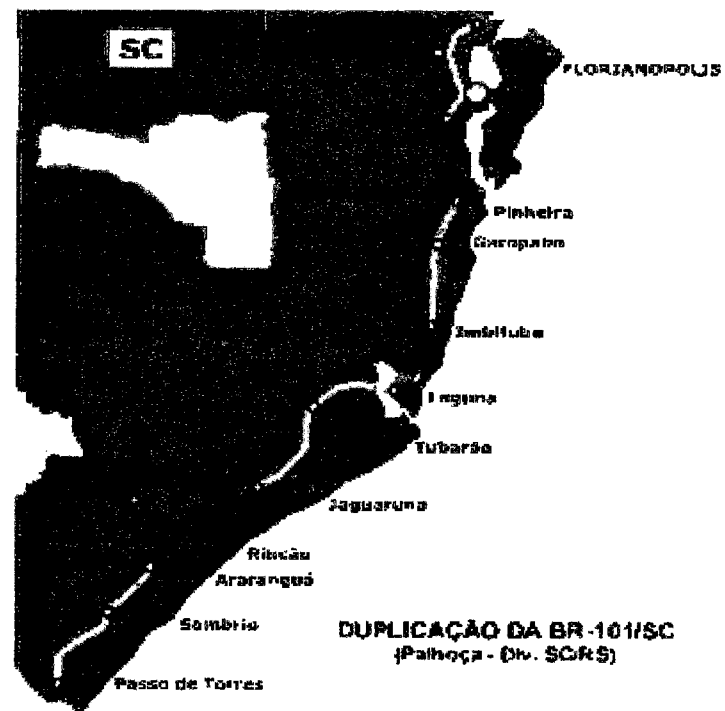 SC
FLORIANOPOLIS
Pinheira
Garopaba
Imbituba
Laguna
Tubarão
Jaguaruna
Rincão
Araranguá
Sombrio
Passo de Torres
DUPLICAÇÃO DA BR-101/SC
(Palhoça - Div. SC/RS)